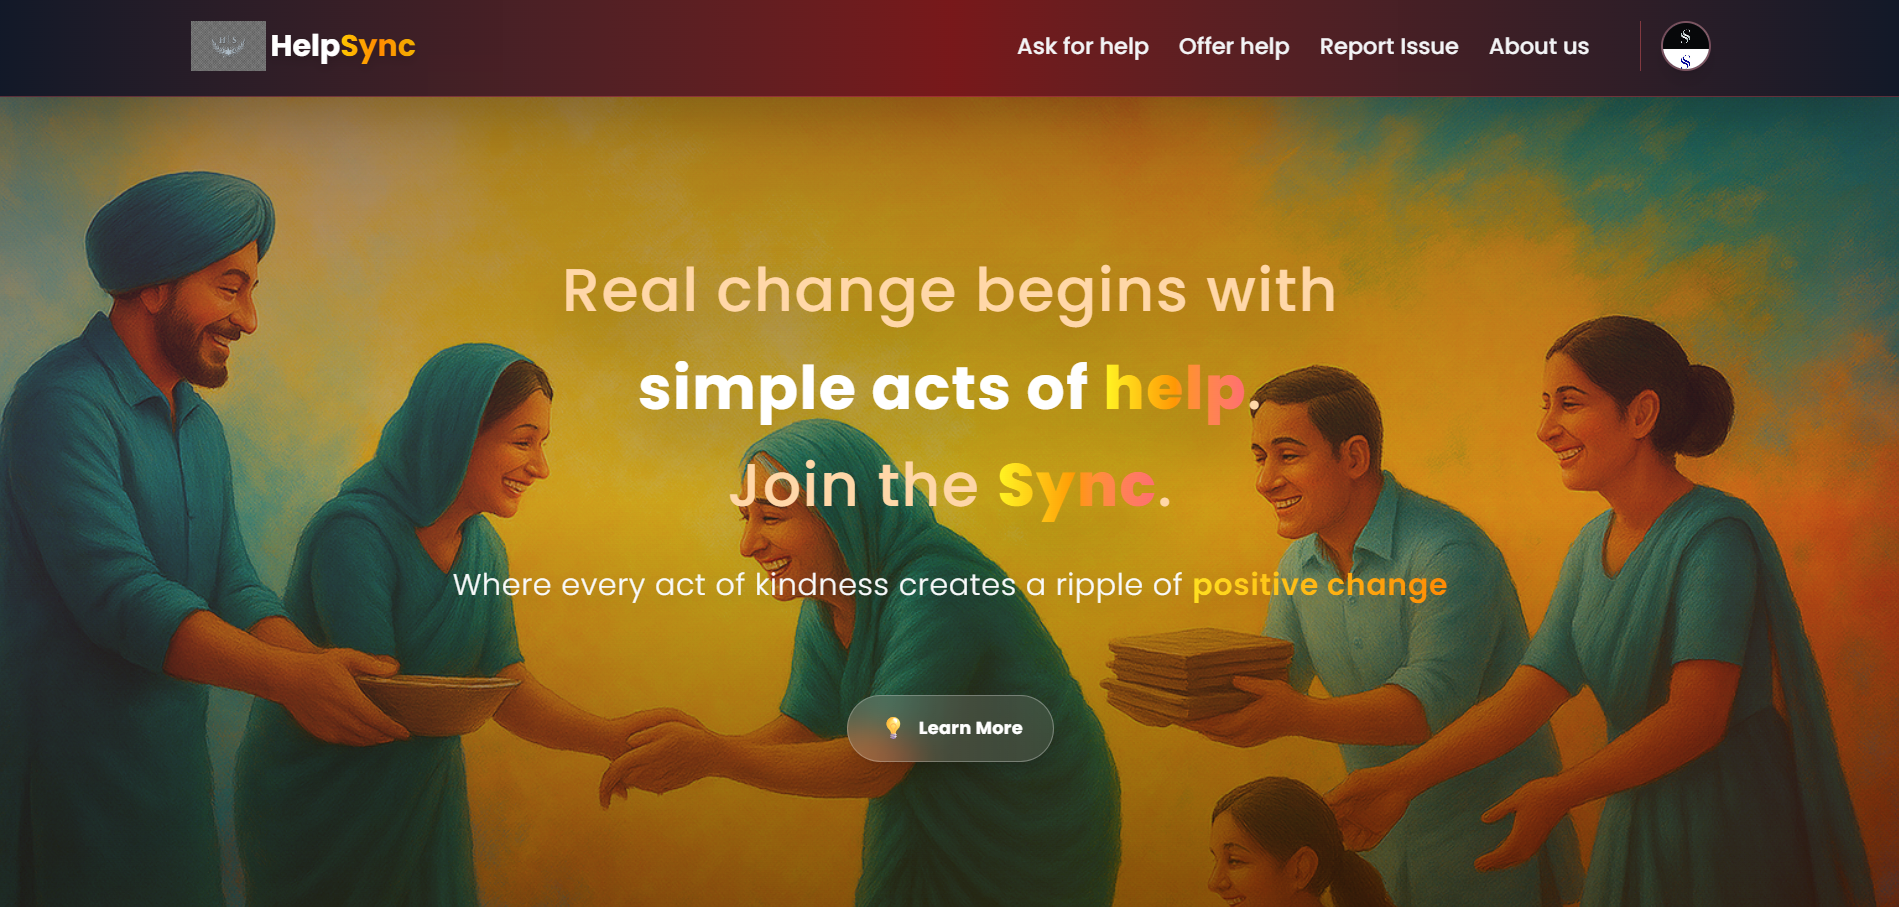 HelpSync
Ask for help
Offer help
Report Issue
About us
Real change begins with
simple acts of help.
Join the Sync.
Where every act of kindness creates a ripple of positive change
💡 Learn More